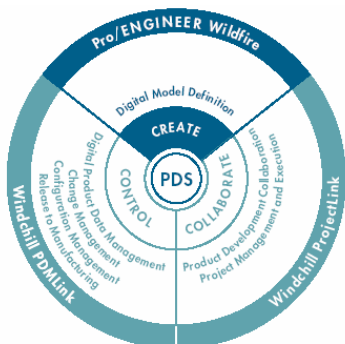 Pro/ENGINEER Wildfire
Digital Model Definition
CREATE
PDS
CONTROL
COLLABORATE
Digital Product Data Management
Change Management
Configuration Management
Release to Manufacturing
Product Development Collaboration
Project Management and Execution
Windchill PDMLink
Windchill ProjectLink